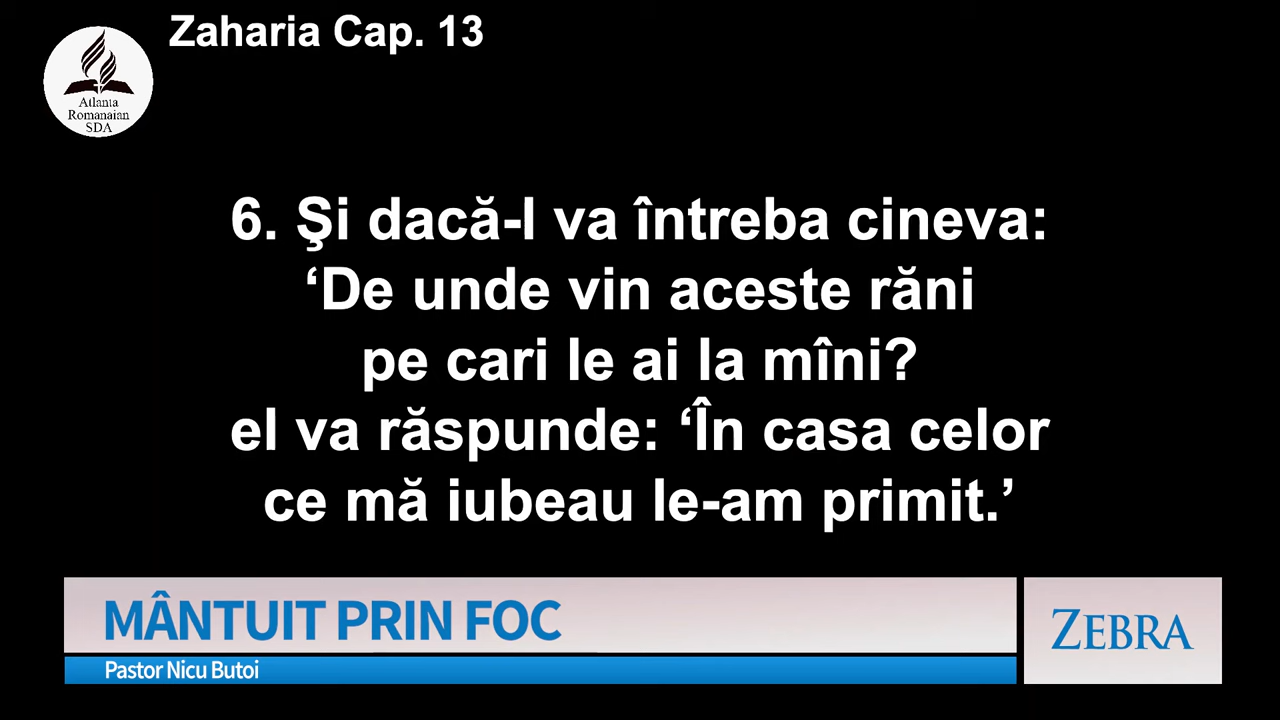 Zaharia Cap. 13
Atlanta
Romanaian
SDA
6. Şi dacă-l va întreba cineva:
‘De unde vin aceste răni
pe cari le ai la mîni?
el va răspunde: ‘În casa celor
ce mă iubeau le-am primit.’
MÂNTUIT PRIN FOC
Pastor Nicu Butoi
ZEBRA